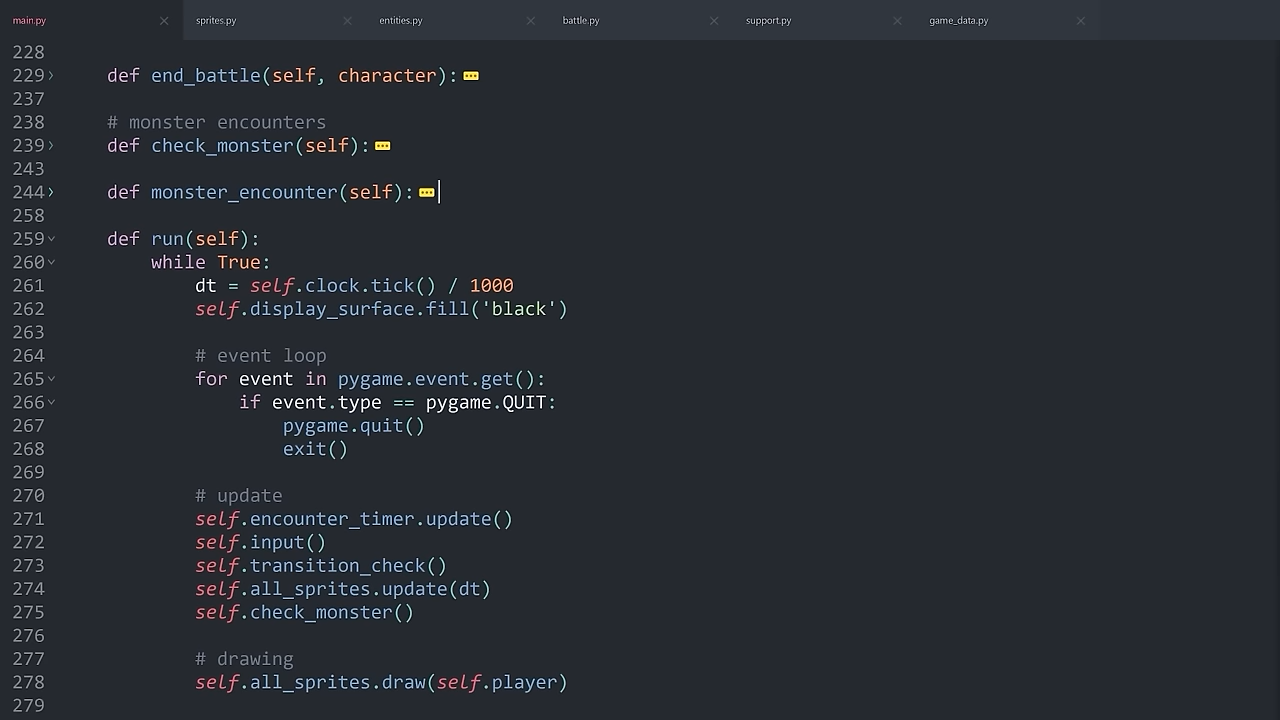 main.py sprites.py entities.py battle.py support.py game_data.py
228
229 def end_battle(self, character):
237
238 # monster encounters
239 def check_monster(self):
243
244 def monster_encounter(self):
258
259 def run(self):
260 while True:
261 dt = self.clock.tick() / 1000
262 self.display_surface.fill('black')
263
264 # event loop
265 for event in pygame.event.get():
266 if event.type == pygame.QUIT:
267 pygame.quit()
268 exit()
269
270 # update
271 self.encounter_timer.update()
272 self.input()
273 self.transition_check()
274 self.all_sprites.update(dt)
275 self.check_monster()
276
277 # drawing
278 self.all_sprites.draw(self.player)
279